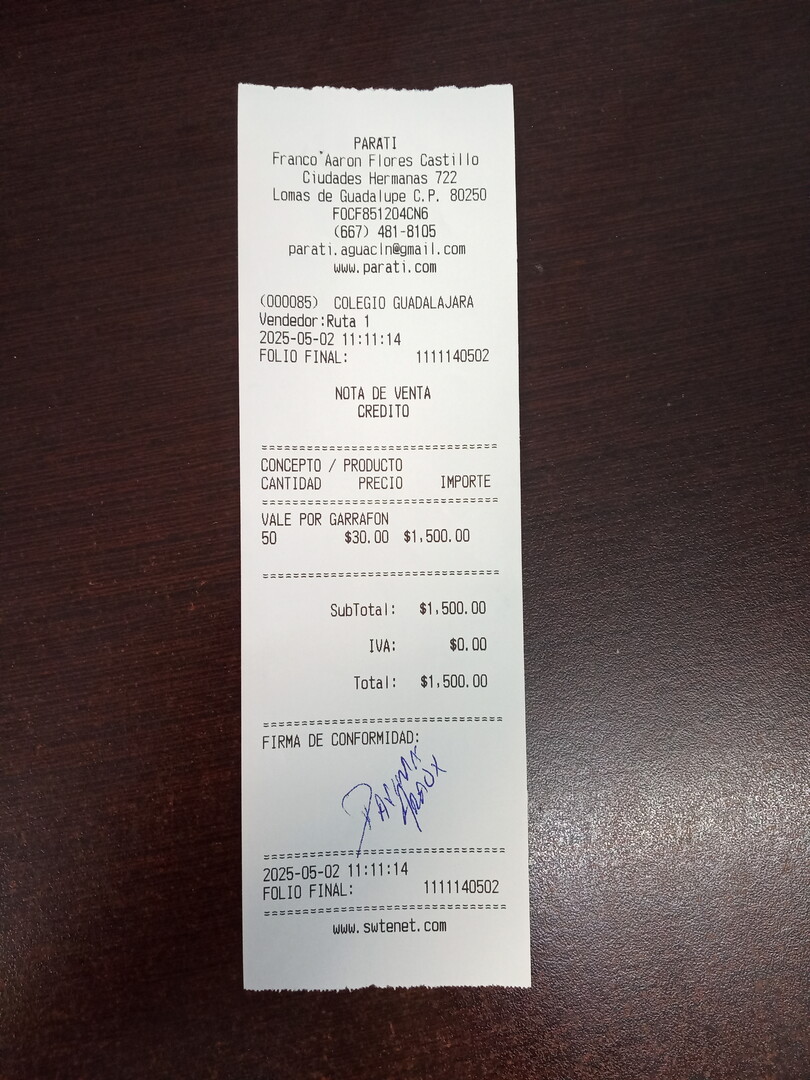 PARATI
Franco Aaron Flores Castillo
Ciudades Hermanas 722
Lomas de Guadalupe C.P. 80250
FOCF851204CN6
(667) 481-8105
parati.aguacln@gmail.com
www.parati.com
(000085) COLEGIO GUADALAJARA
Vendedor:Ruta 1
2025-05-02 11:11:14
FOLIO FINAL: 1111140502
NOTA DE VENTA
CREDITO
CONCEPTO / PRODUCTO
CANTIDAD PRECIO IMPORTE
VALE POR GARRAFON
50 $30.00 $1,500.00
SubTotal: $1,500.00
IVA: $0.00
Total: $1,500.00
FIRMA DE CONFORMIDAD:
2025-05-02 11:11:14
FOLIO FINAL: 1111140502
www.swtenet.com